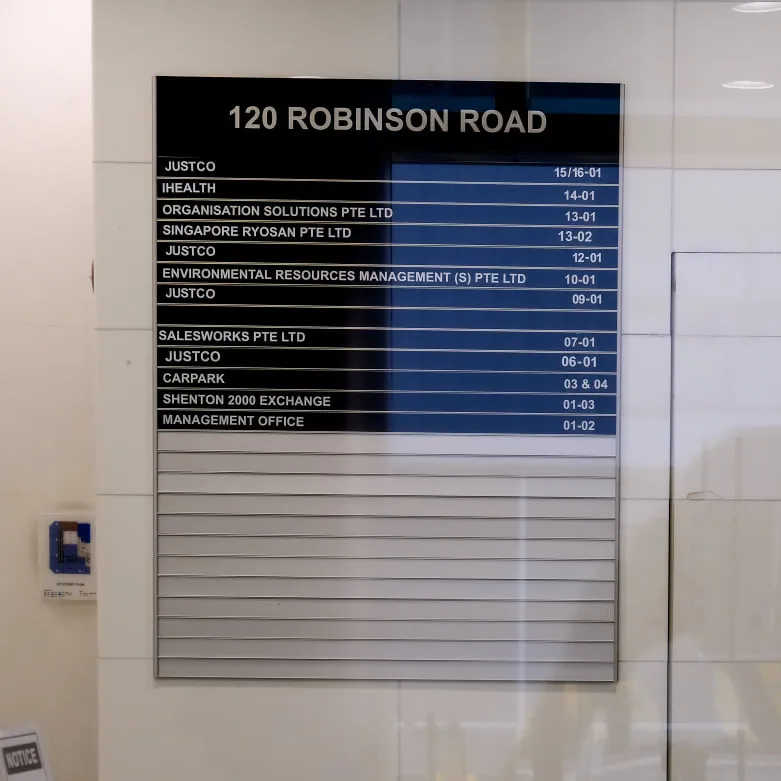 120 ROBINSON ROAD
JUSTCO 15/16-01
IHEALTH 14-01
ORGANISATION SOLUTIONS PTE LTD 13-01
SINGAPORE RYOSAN PTE LTD 13-02
JUSTCO 12-01
ENVIRONMENTAL RESOURCES MANAGEMENT (S) PTE LTD 10-01
JUSTCO 09-01
SALESWORKS PTE LTD 07-01
JUSTCO 06-01
CARPARK 03 & 04
SHENTON 2000 EXCHANGE 01-03
MANAGEMENT OFFICE 01-02
NOTICE